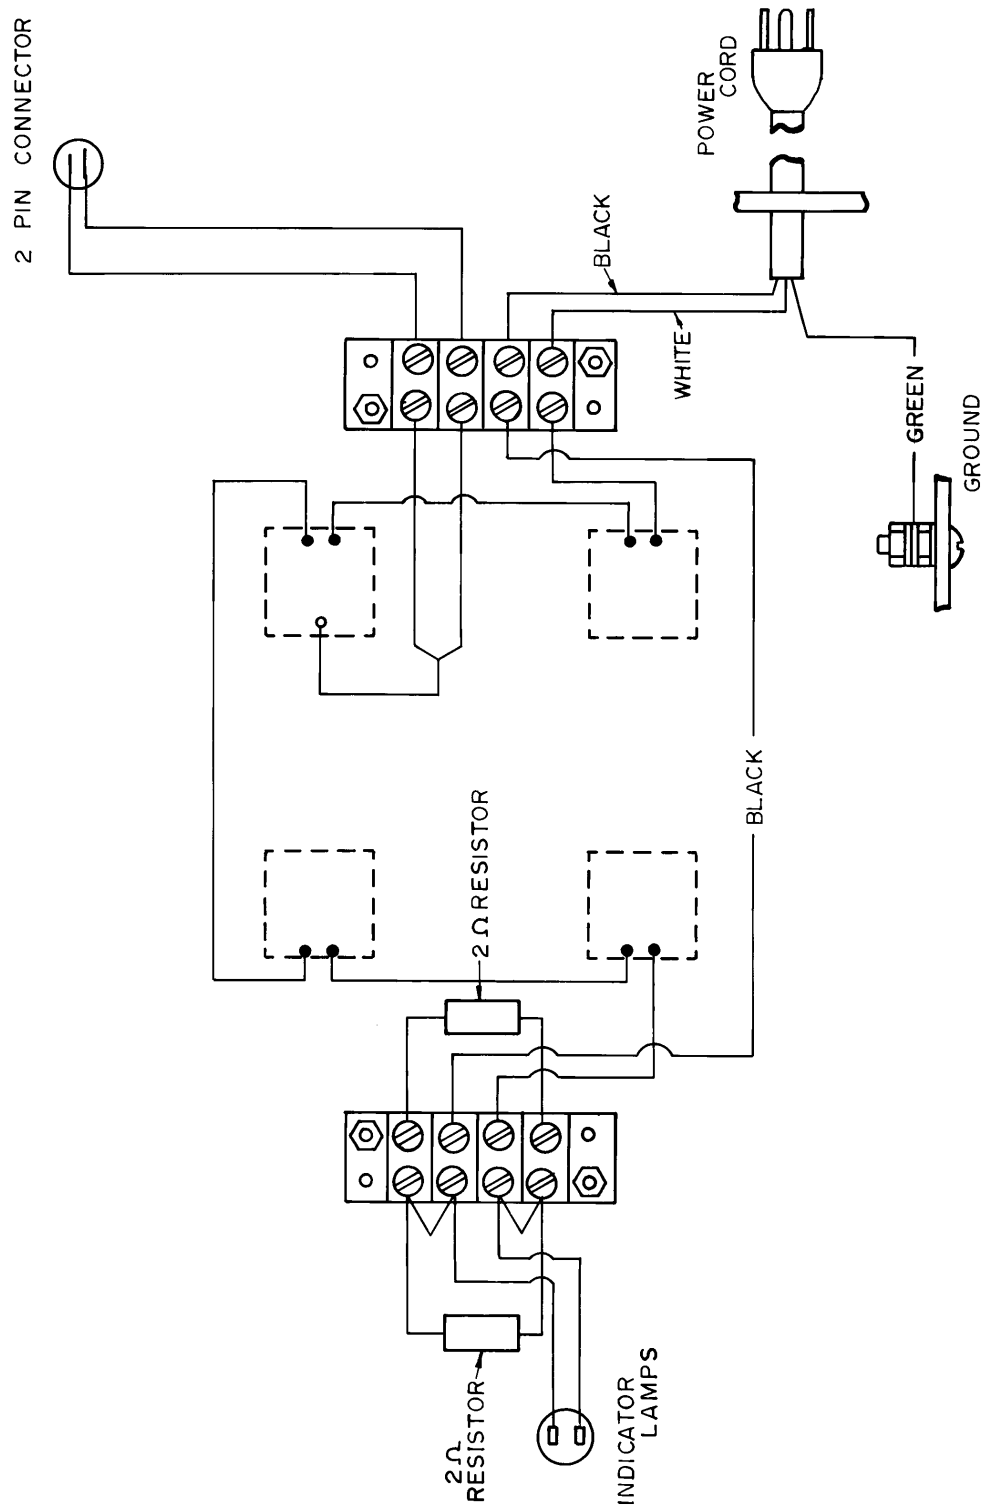 2 PIN CONNECTOR
POWER
CORD
BLACK
WHITE
GREEN
GROUND
BLACK
2 Ω RESISTOR
2Ω
RESISTOR
INDICATOR
LAMPS